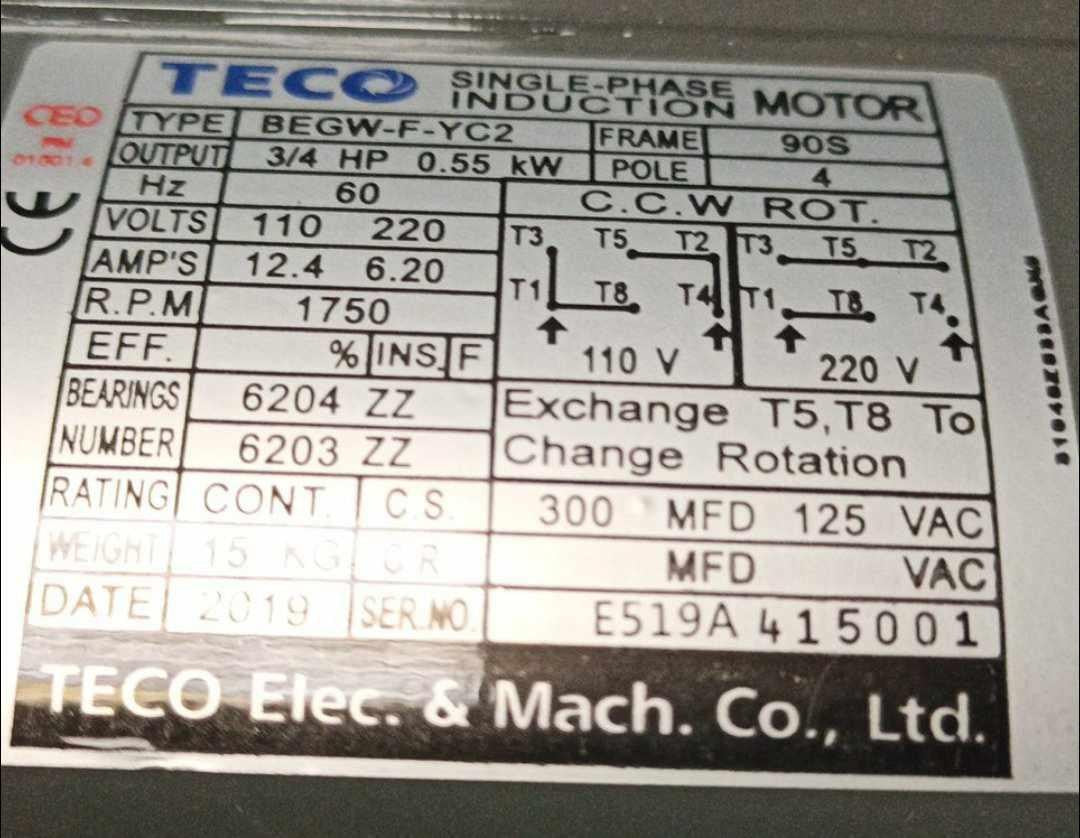 TECO SINGLE-PHASE INDUCTION MOTOR
CEO
TYPE BEGW-F-YC2 FRAME 90S
OUTPUT 3/4 HP 0.55 kW POLE 4
Hz 60 C.C.W ROT.
CE
VOLTS 110 220
T3 T5 T2 T3 T5 T2
AMP'S 12.4 6.20
T1 T8 T4 T1 T8 T4
R.P.M 1750
110 V 220 V
EFF. % INS. F
BEARINGS NUMBER 6204 ZZ
6203 ZZ
Exchange T5,T8 To
Change Rotation
RATING CONT. C.S. 300 MFD 125 VAC
WEIGHT 15 KG C.R MFD VAC
DATE 2019 SER.NO. E519A 415001
TECO Elec. & Mach. Co., Ltd.